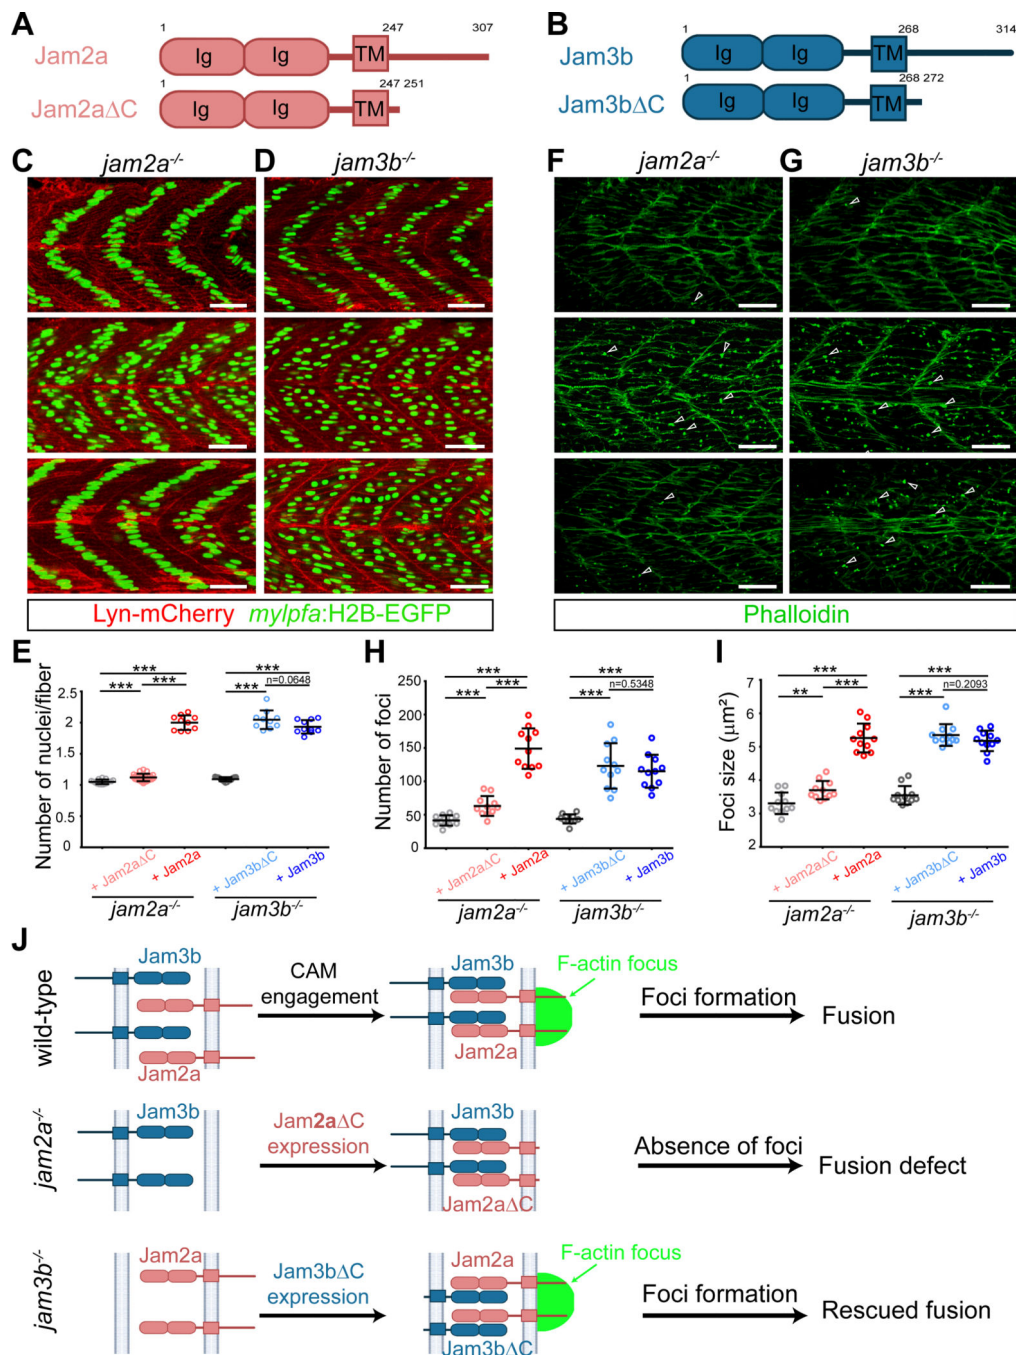 A
1
247
307
Jam2a
Ig
Ig
TM
1
247 251
Jam2aΔC
Ig
Ig
TM
B
1
268
314
Jam3b
Ig
Ig
TM
1
268 272
Jam3bΔC
Ig
Ig
TM
C
jam2a-/-
D
jam3b-/-
F
jam2a-/-
G
jam3b-/-
Lyn-mCherry mylpfa:H2B-EGFP
Phalloidin
E
Number of nuclei/fiber
2.5
2
1.5
1
0.5
0
***
***
***
***
***
n=0.0648
+ Jam2aΔC
+ Jam2a
+ Jam3bΔC
+ Jam3b
jam2a-/-
jam3b-/-
H
Number of foci
250
200
150
100
50
0
***
***
***
***
***
n=0.5348
+ Jam2aΔC
+ Jam2a
+ Jam3bΔC
+ Jam3b
jam2a-/-
jam3b-/-
I
Foci size (μm²)
7
6
5
4
3
2
***
**
***
***
***
n=0.2093
+ Jam2aΔC
+ Jam2a
+ Jam3bΔC
+ Jam3b
jam2a-/-
jam3b-/-
J
wild-type
Jam3b
Jam2a
CAM
engagement
Jam3b
Jam2a
F-actin focus
Foci formation
Fusion
jam2a-/-
Jam3b
Jam2aΔC
expression
Jam3b
Jam2aΔC
Absence of foci
Fusion defect
jam3b-/-
Jam2a
Jam3bΔC
expression
Jam2a
Jam3bΔC
F-actin focus
Foci formation
Rescued fusion